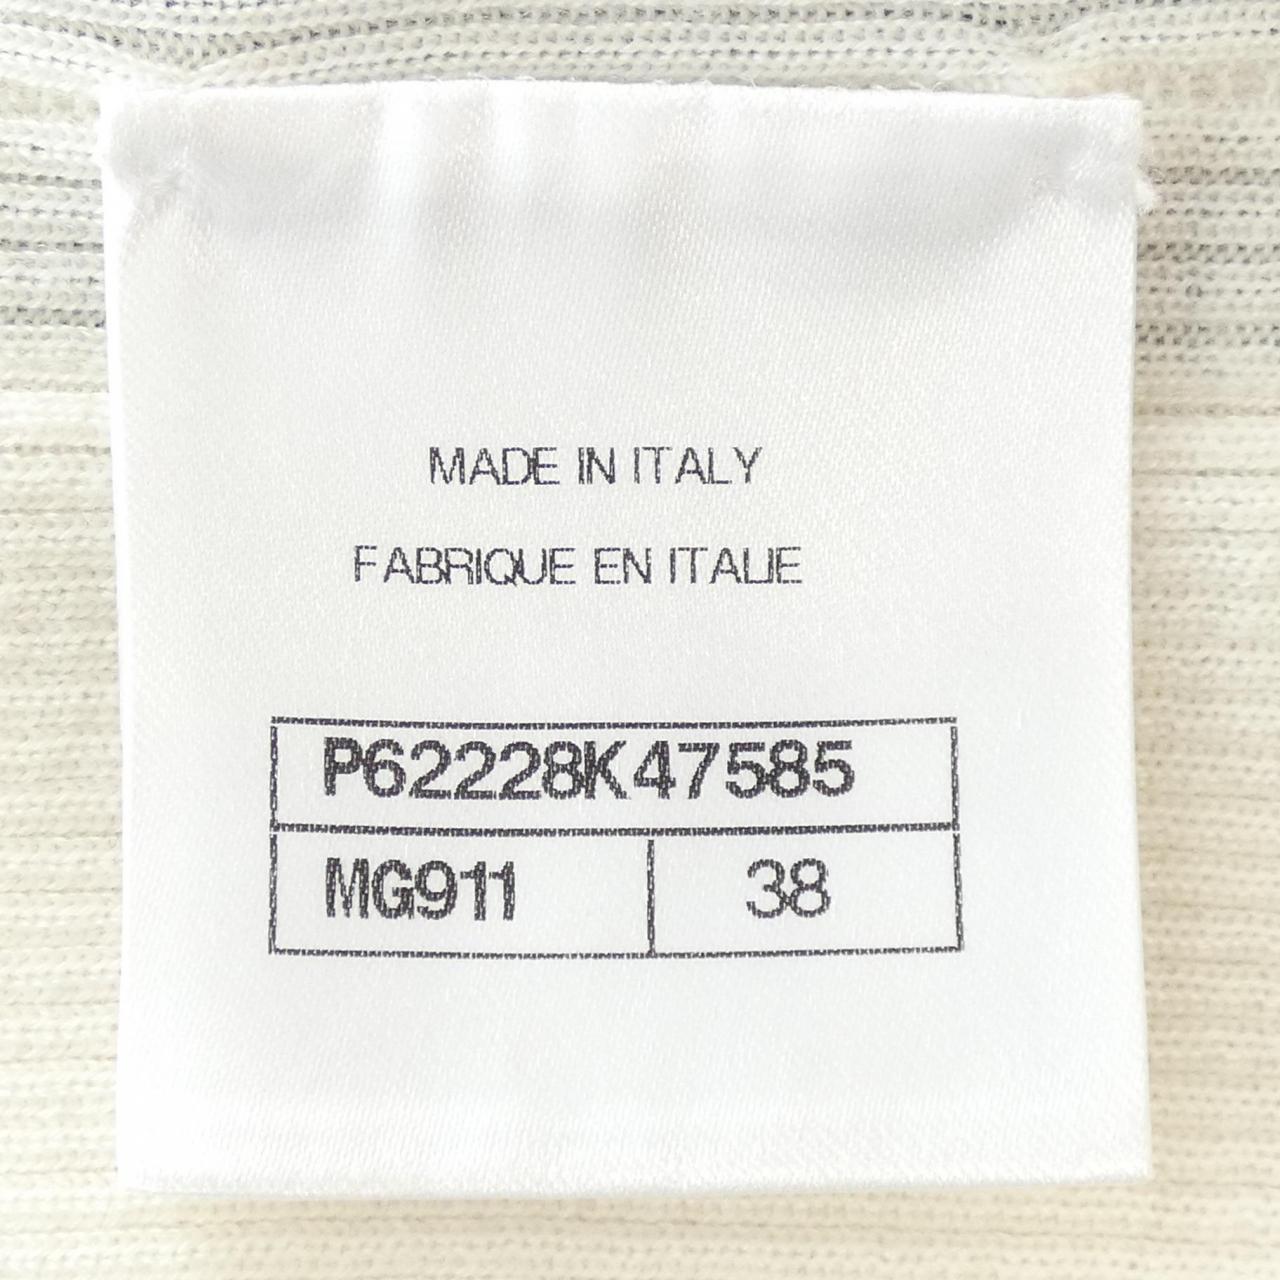 MADE IN ITALY
FABRIQUE EN ITALIE
P62228K47585
MG911 38